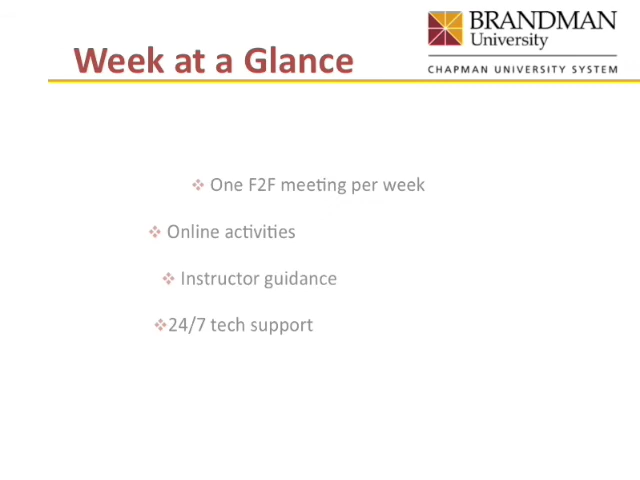 BRANDMAN
University
CHAPMAN UNIVERSITY SYSTEM
Week at a Glance
One F2F meeting per week
Online activities
Instructor guidance
24/7 tech support